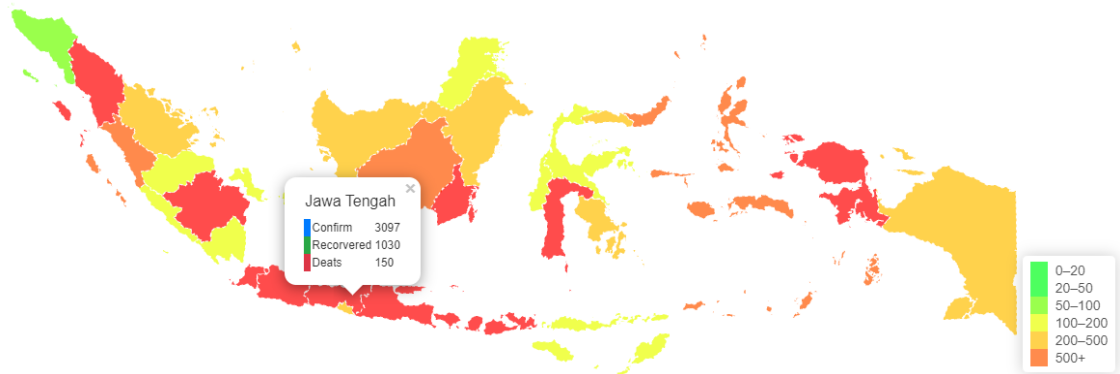 Jawa Tengah
×
Confirm 3097
Recorvered 1030
Deats 150
0–20
20–50
50–100
100–200
200–500
500+